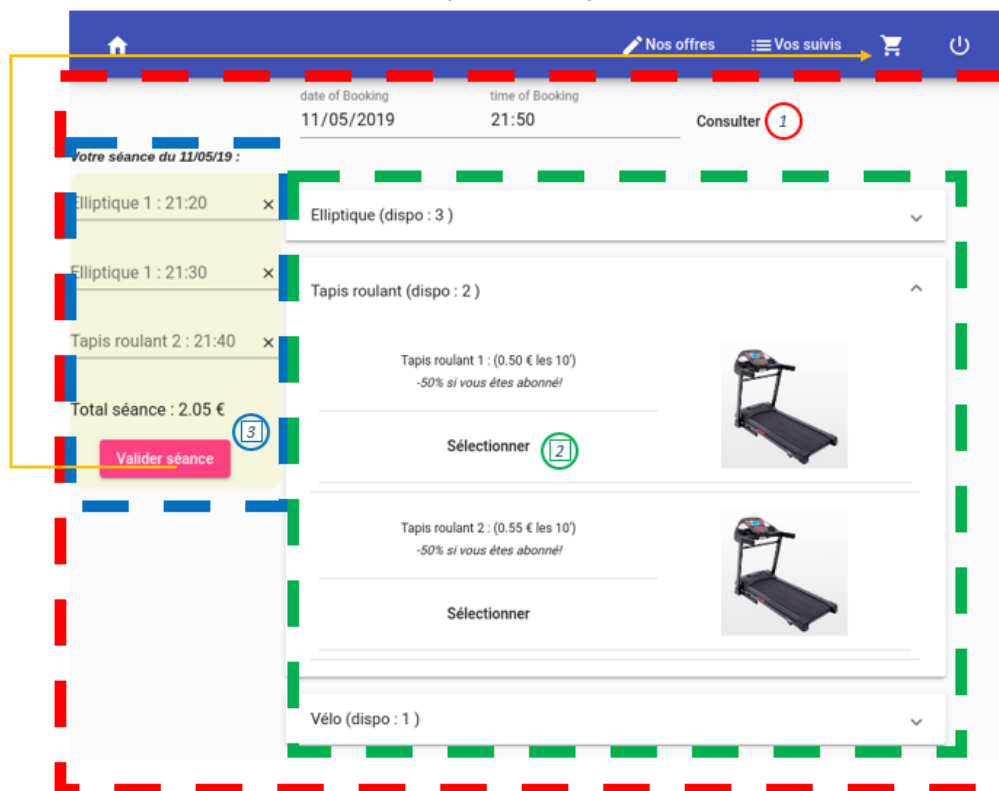 Nos offres
Vos suivis
date of Booking
time of Booking
11/05/2019
21:50
Consulter
1
Votre séance du 11/05/19 :
Elliptique 1 : 21:20
Elliptique 1 : 21:30
Tapis roulant 2 : 21:40
Total séance : 2.05 €
3
Valider séance
Elliptique (dispo : 3 )
Tapis roulant (dispo : 2 )
Tapis roulant 1 : (0.50 € les 10')
-50% si vous êtes abonné!
Sélectionner
2
Tapis roulant 2 : (0.55 € les 10')
-50% si vous êtes abonné!
Sélectionner
Vélo (dispo : 1 )